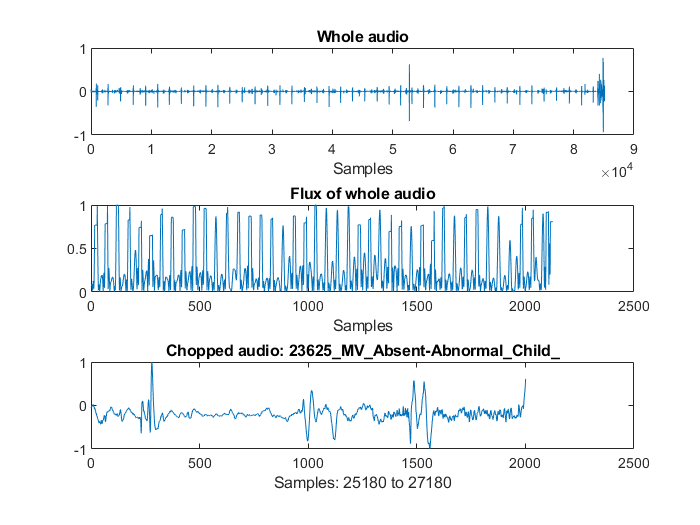 Whole audio
1
0
-1
0 1 2 3 4 5 6 7 8 9
Samples
×10^4
Flux of whole audio
1
0.5
0
0 500 1000 1500 2000 2500
Samples
Chopped audio: 23625_MV_Absent-Abnormal_Child_
1
0
-1
0 500 1000 1500 2000 2500
Samples: 25180 to 27180